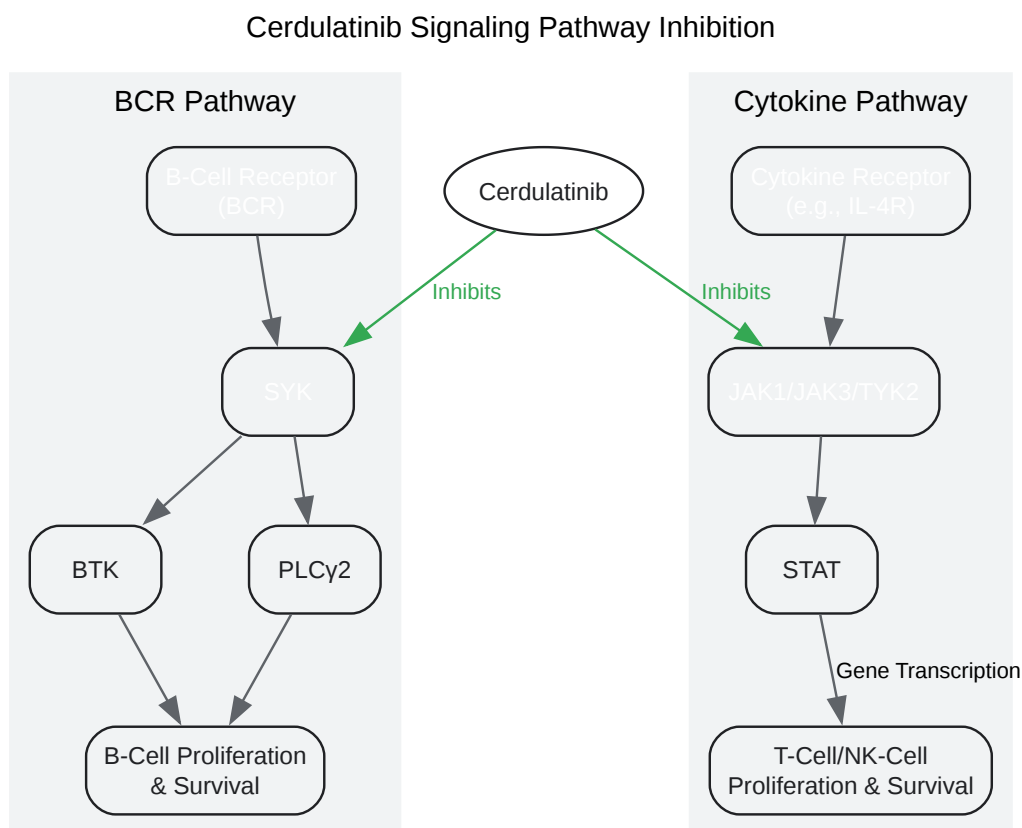 Cerdulatinib Signaling Pathway Inhibition
BCR Pathway
Cytokine Pathway
B-Cell Receptor
(BCR)
Cerdulatinib
Cytokine Receptor
(e.g., IL-4R)
Inhibits
Inhibits
SYK
JAK1/JAK3/TYK2
BTK
PLCγ2
STAT
Gene Transcription
B-Cell Proliferation
& Survival
T-Cell/NK-Cell
Proliferation & Survival